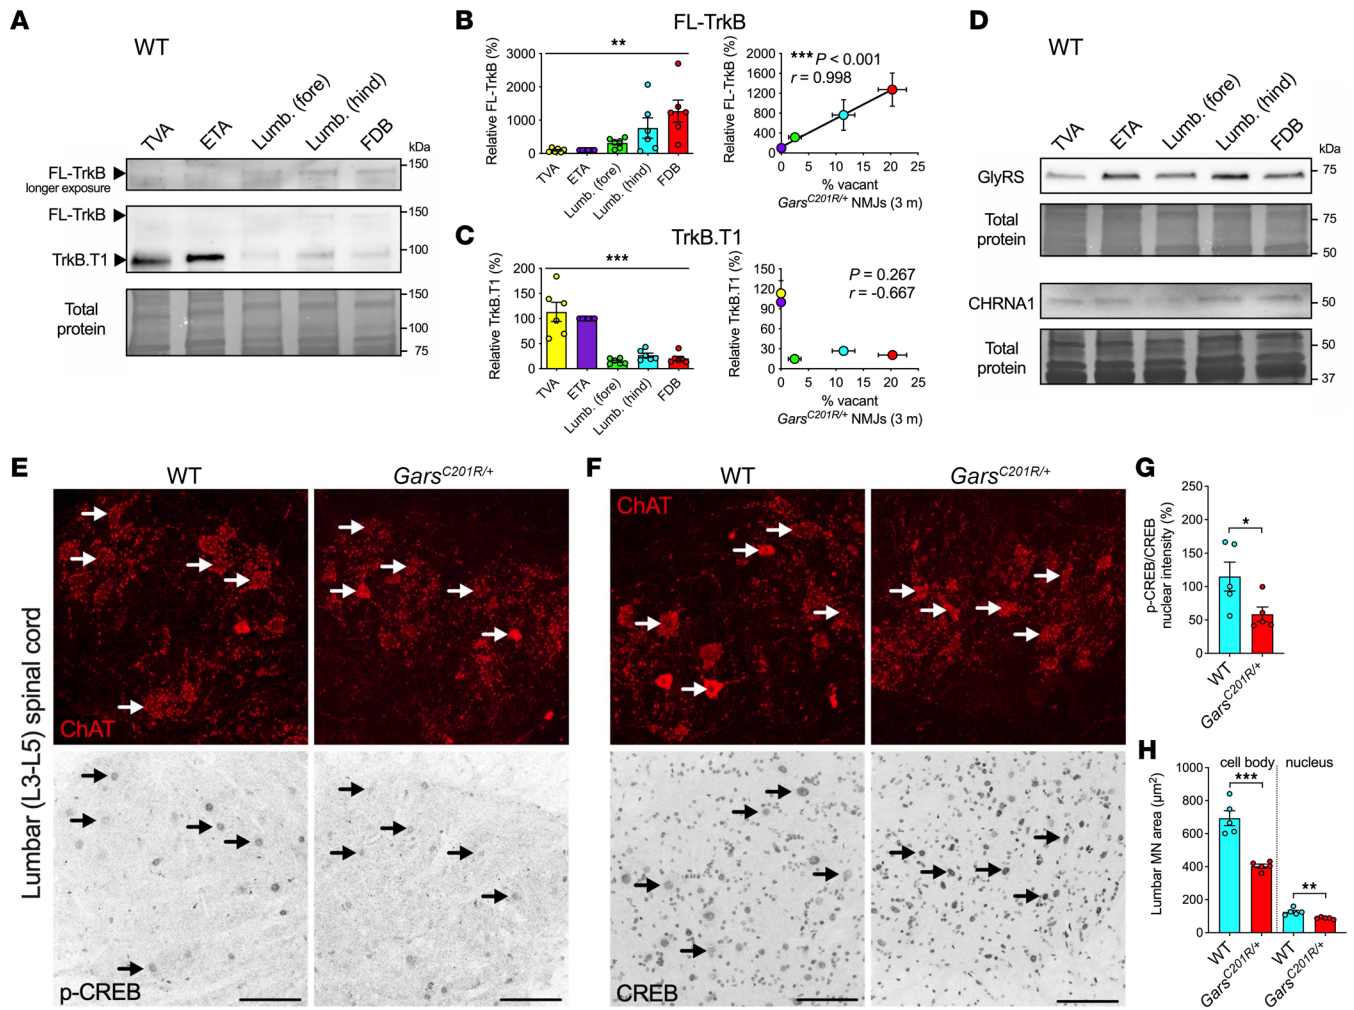 A
WT
TVA
ETA
Lumb. (fore)
Lumb. (hind)
FDB
kDa
FL-TrkB
longer exposure
150
FL-TrkB
150
TrkB.T1
100
Total
protein
150
100
75
B
FL-TrkB
Relative FL-TrkB (%)
3000
2000
1000
0
**
TVA
ETA
Lumb. (fore)
Lumb. (hind)
FDB
Relative FL-TrkB (%)
2000
1600
1200
800
400
0
***P < 0.001
r = 0.998
0 5 10 15 20 25
% vacant
GarsC201R/+ NMJs (3 m)
C
TrkB.T1
Relative TrkB.T1 (%)
200
150
100
50
0
***
TVA
ETA
Lumb. (fore)
Lumb. (hind)
FDB
Relative TrkB.T1 (%)
150
120
90
60
30
0
P = 0.267
r = -0.667
0 5 10 15 20 25
% vacant
GarsC201R/+ NMJs (3 m)
D
WT
TVA
ETA
Lumb. (fore)
Lumb. (hind)
FDB
kDa
GlyRS
75
Total
protein
75
50
CHRNA1
50
Total
protein
50
37
E
WT
GarsC201R/+
Lumbar (L3-L5) spinal cord
ChAT
p-CREB
F
WT
GarsC201R/+
ChAT
CREB
G
p-CREB/CREB
nuclear intensity (%)
250
200
150
100
50
0
*
WT
GarsC201R/+
H
cell body
nucleus
Lumbar MN area (μm2)
1000
800
600
400
200
0
***
**
WT
GarsC201R/+
WT
GarsC201R/+